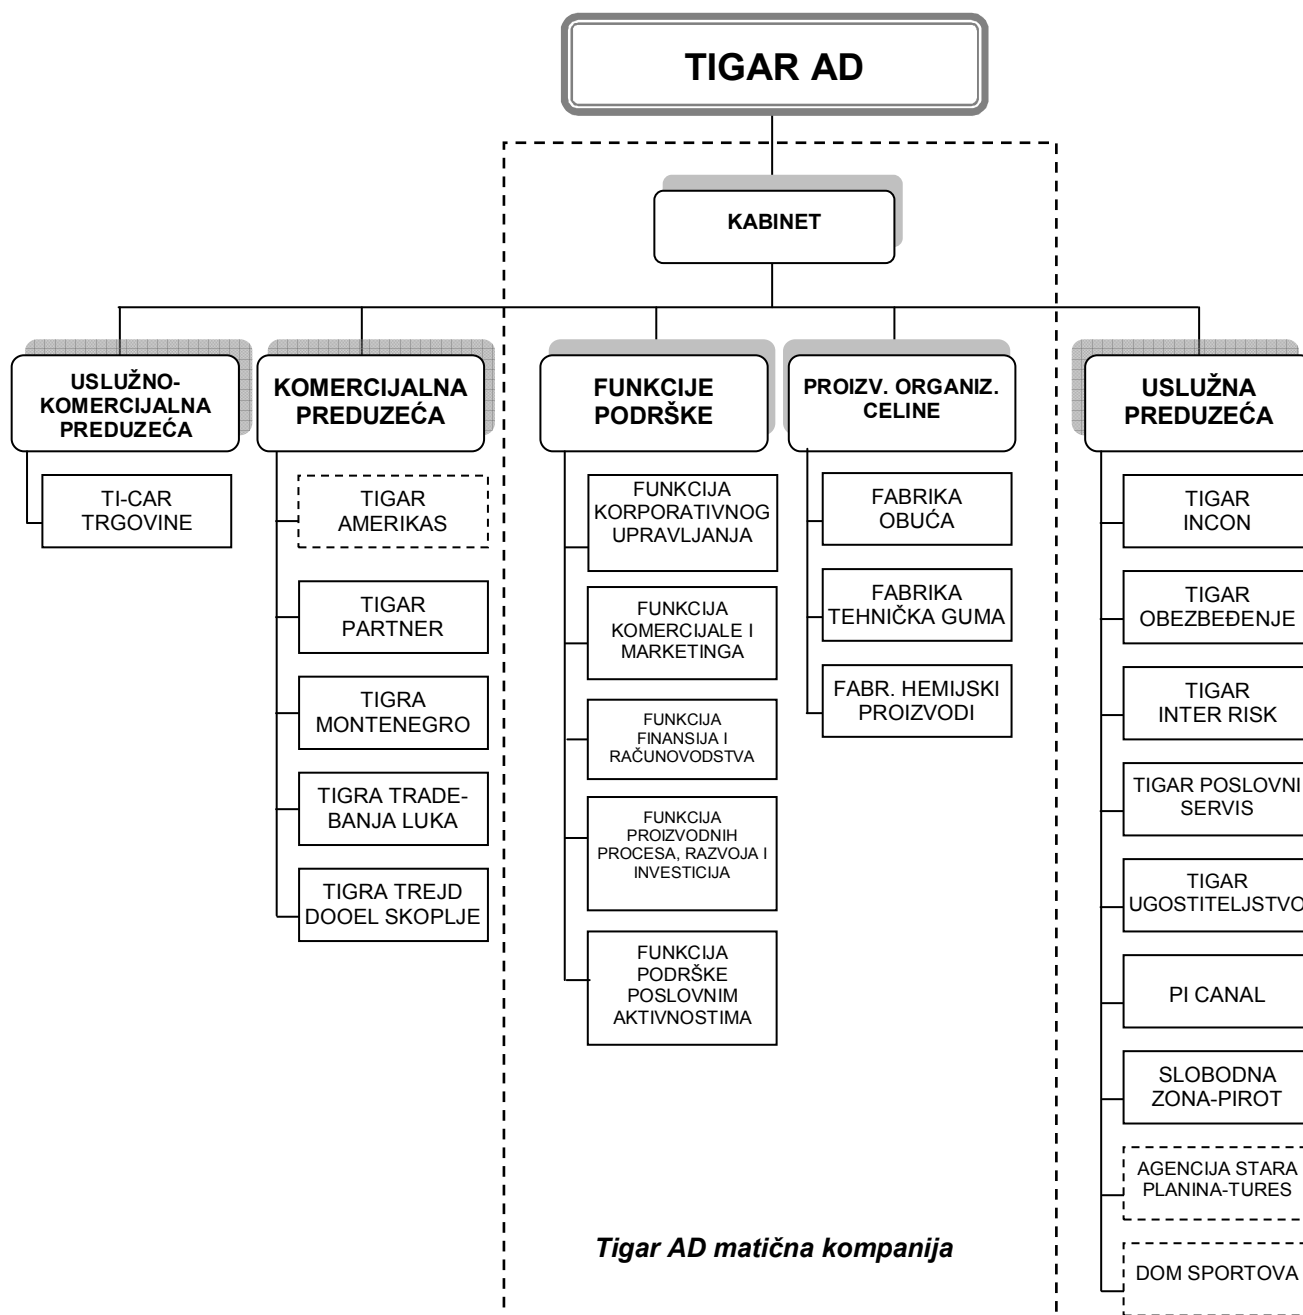 TIGAR AD
KABINET
USLUŽNO-
KOMERCIJALNA
PREDUZEĆA
TI-CAR
TRGOVINE
KOMERCIJALNA
PREDUZEĆA
TIGAR
AMERIKAS
TIGAR
PARTNER
TIGRA
MONTENEGRO
TIGRA TRADE-
BANJA LUKA
TIGRA TREJD
DOOEL SKOPLJE
FUNKCIJE
PODRŠKE
FUNKCIJA
KORPORATIVNOG
UPRAVLJANJA
FUNKCIJA
KOMERCIJALE I
MARKETINGA
FUNKCIJA
FINANSIJA I
RAČUNOVODSTVA
FUNKCIJA
PROIZVODNIH
PROCESA, RAZVOJA I
INVESTICIJA
FUNKCIJA
PODRŠKE
POSLOVNIM
AKTIVNOSTIMA
PROIZV. ORGANIZ.
CELINE
FABRIKA
OBUĆA
FABRIKA
TEHNIČKA GUMA
FABR. HEMIJSKI
PROIZVODI
USLUŽNA
PREDUZEĆA
TIGAR
INCON
TIGAR
OBEZBEĐENJE
TIGAR
INTER RISK
TIGAR POSLOVNI
SERVIS
TIGAR
UGOSTITELJSTVO
PI CANAL
SLOBODNA
ZONA-PIROT
AGENCIJA STARA
PLANINA-TURES
DOM SPORTOVA
Tigar AD matična kompanija